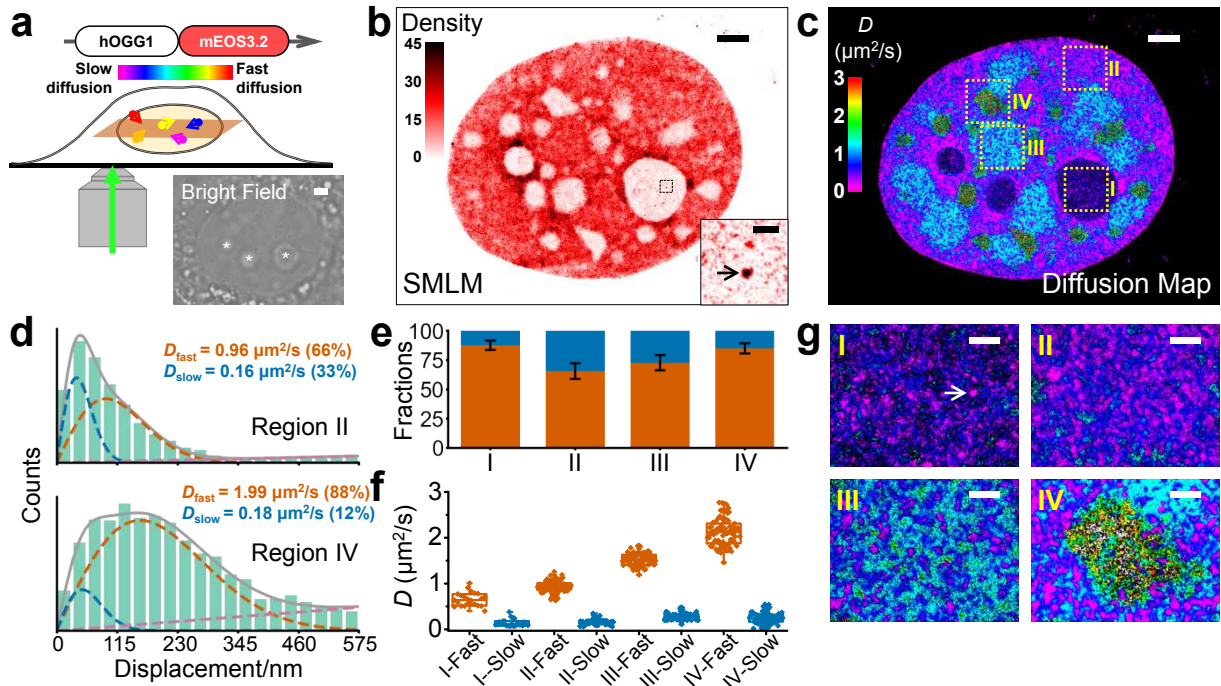 a
hOGG1
mEOS3.2
Slow
diffusion
Fast
diffusion
Bright Field
*
*
*
b
Density
45
30
15
0
SMLM
c
D
(µm²/s)
3
2
1
0
II
IV
III
I
Diffusion Map
d
Dfast = 0.96 µm²/s (66%)
Dslow = 0.16 µm²/s (33%)
Region II
Dfast = 1.99 µm²/s (88%)
Dslow = 0.18 µm²/s (12%)
Region IV
Counts
0 115 230 345 460 575
Displacement/nm
e
Fractions
100
75
50
25
0
I II III IV
f
D (µm²/s)
3
2
1
0
I-Fast
I--Slow
II-Fast
II-Slow
III-Fast
III-Slow
IV-Fast
IV-Slow
g
I
II
III
IV